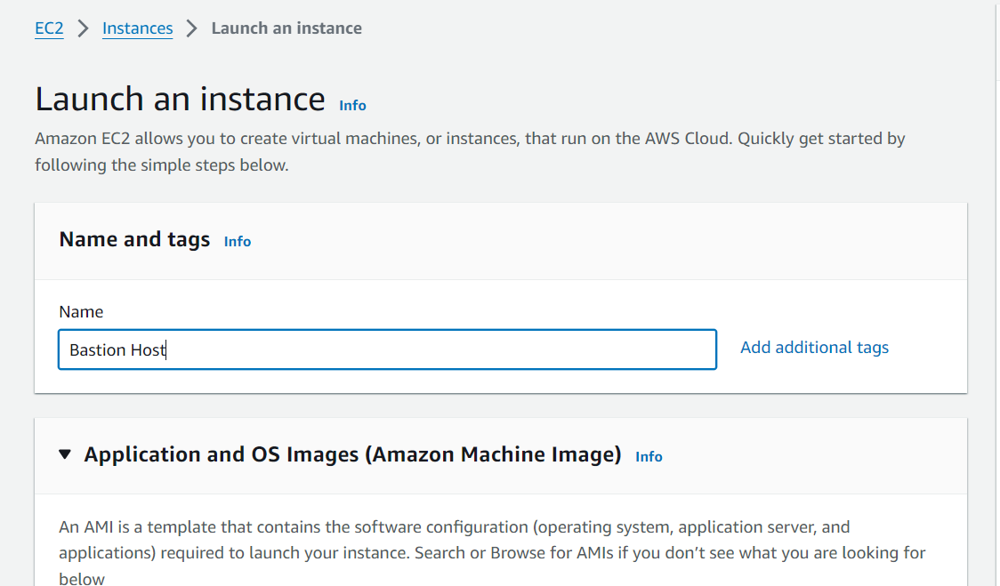 EC2 > Instances > Launch an instance
Launch an instance Info
Amazon EC2 allows you to create virtual machines, or instances, that run on the AWS Cloud. Quickly get started by
following the simple steps below.
Name and tags Info
Name
Bastion Host
Add additional tags
Application and OS Images (Amazon Machine Image) Info
An AMI is a template that contains the software configuration (operating system, application server, and
applications) required to launch your instance. Search or Browse for AMIs if you don’t see what you are looking for
below